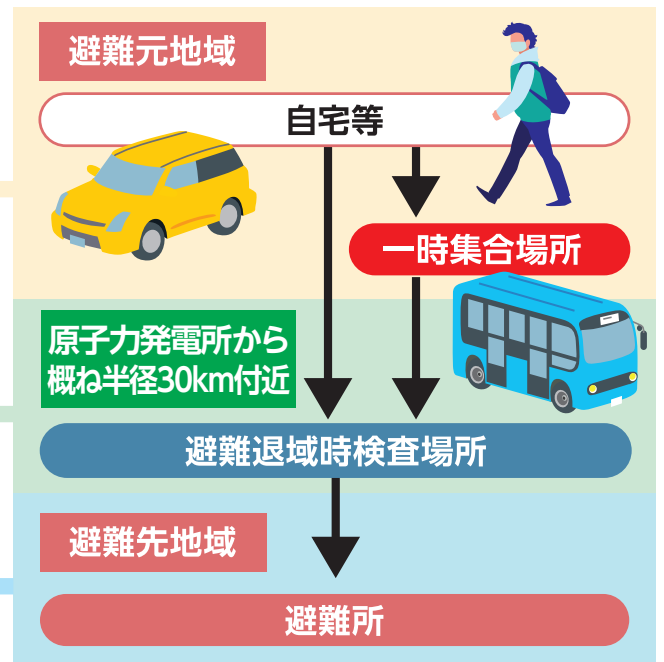 避難元地域
自宅等
一時集合場所
原子力発電所から
概ね半径30km付近
避難退域時検査場所
避難先地域
避難所